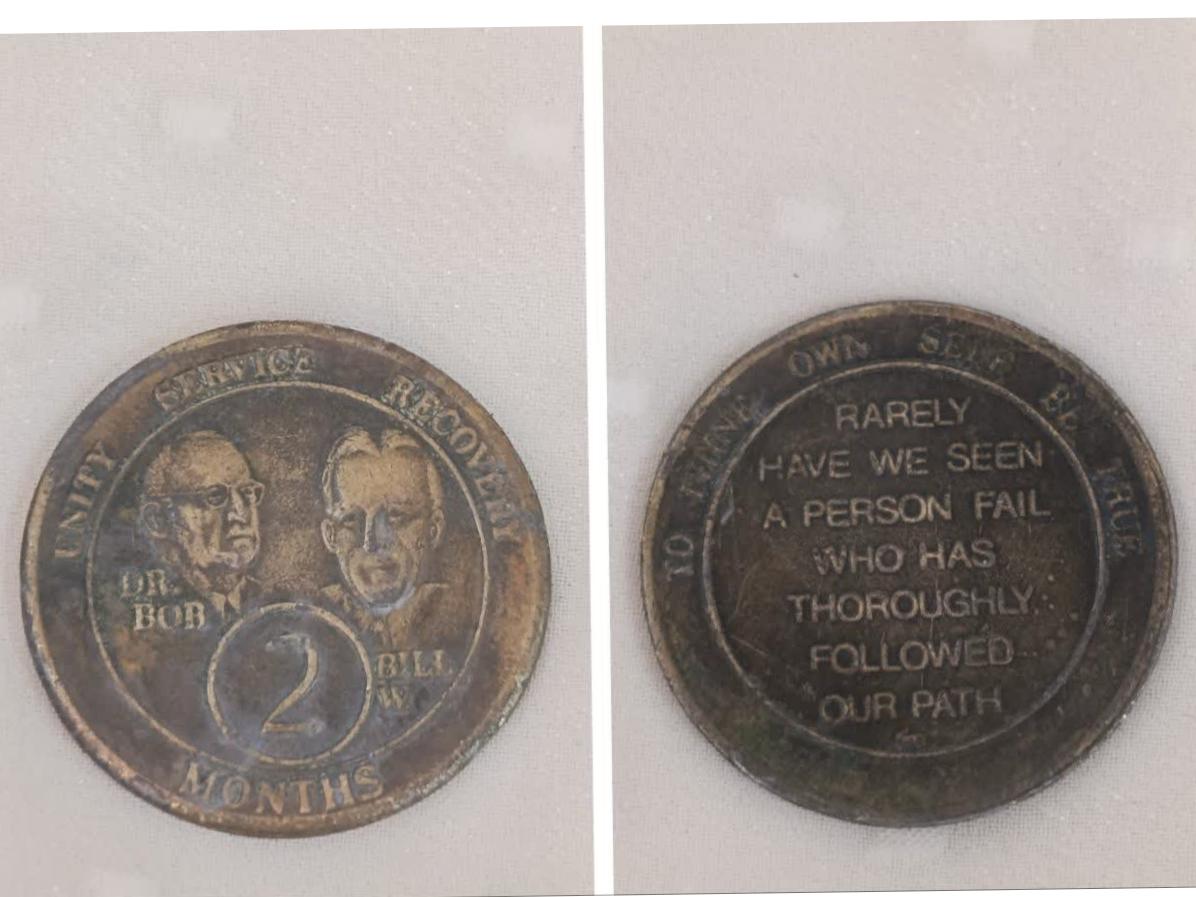 UNITY SERVICE RECOVERY
DR.
BOB
BILL
W.
2
MONTHS
TO THINE OWN SELF BE TRUE
RARELY
HAVE WE SEEN
A PERSON FAIL
WHO HAS
THOROUGHLY
FOLLOWED
OUR PATH